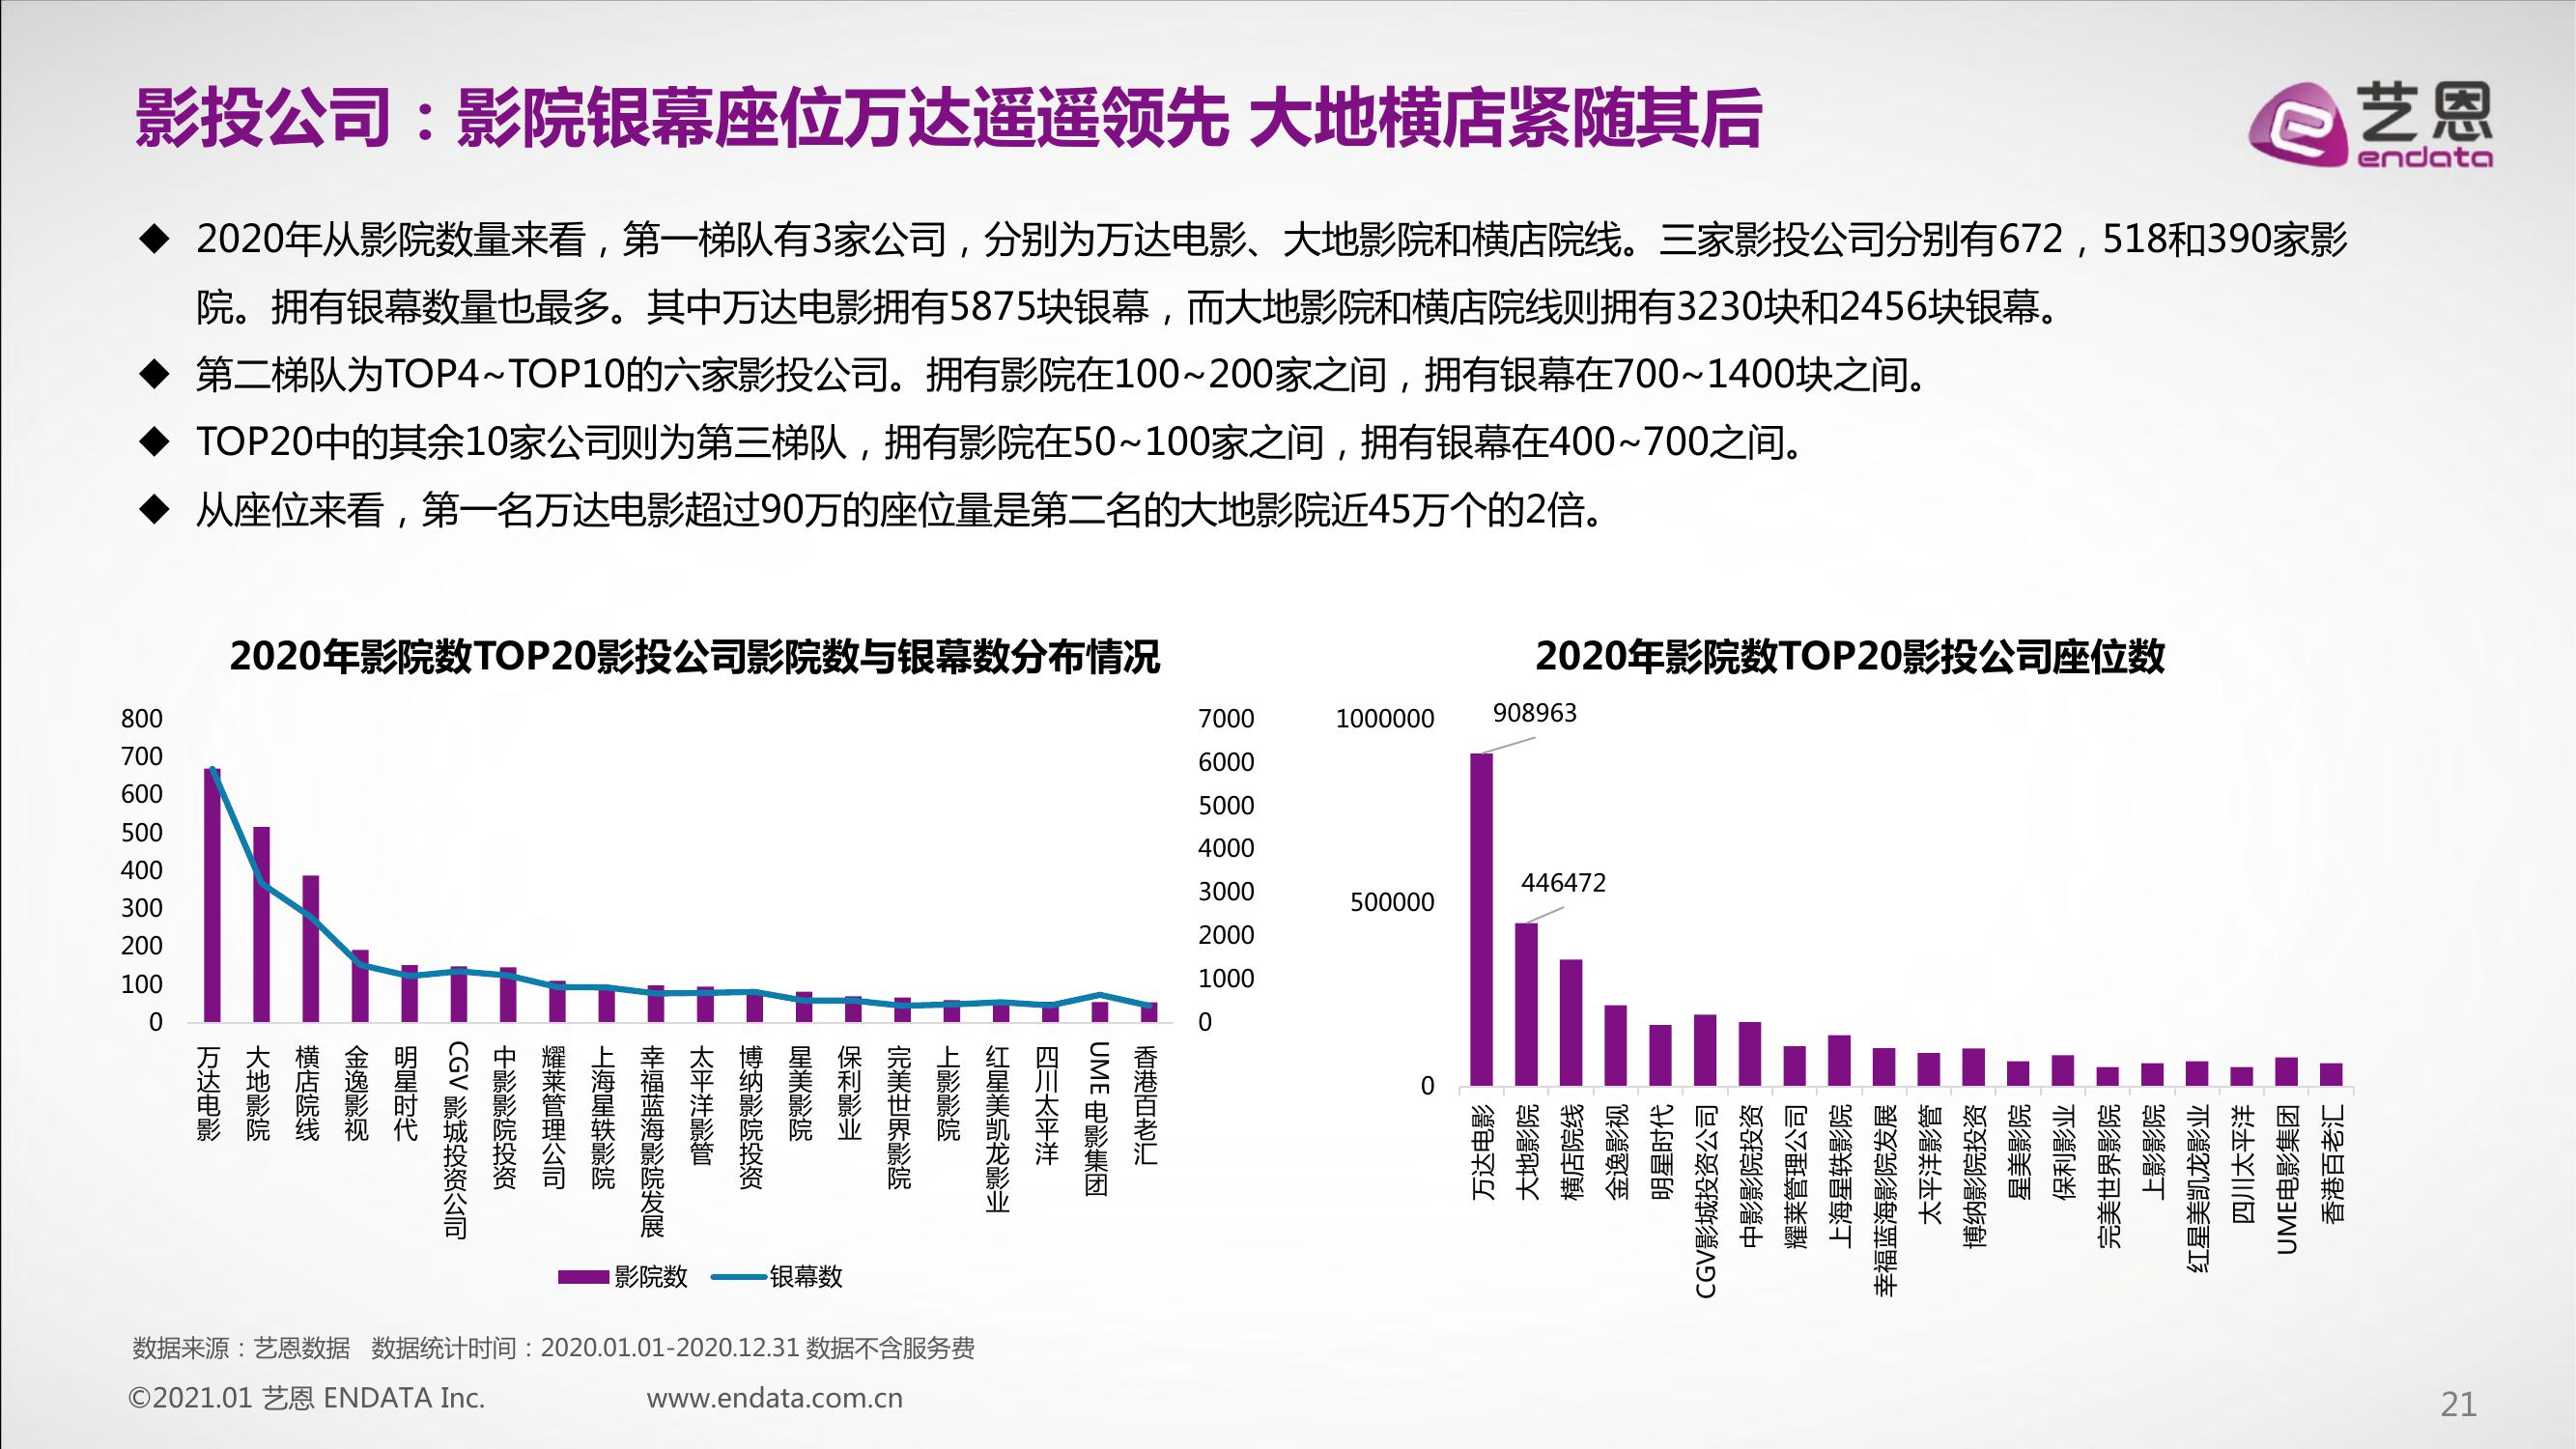 影投公司：影院银幕座位万达遥遥领先 大地横店紧随其后
艺恩
endata
◆ 2020年从影院数量来看，第一梯队有3家公司，分别为万达电影、大地影院和横店院线。三家影投公司分别有672，518和390家影
院。拥有银幕数量也最多。其中万达电影拥有5875块银幕，而大地影院和横店院线则拥有3230块和2456块银幕。
◆ 第二梯队为TOP4~TOP10的六家影投公司。拥有影院在100~200家之间，拥有银幕在700~1400块之间。
◆ TOP20中的其余10家公司则为第三梯队，拥有影院在50~100家之间，拥有银幕在400~700之间。
◆ 从座位来看，第一名万达电影超过90万的座位量是第二名的大地影院近45万个的2倍。
2020年影院数TOP20影投公司影院数与银幕数分布情况
800
700
600
500
400
300
200
100
0
7000
6000
5000
4000
3000
2000
1000
0
万达电影
大地影院
横店院线
金逸影视
明星时代
CGV 影城投资公司
中影影院投资
耀莱管理公司
上海星轶影院
幸福蓝海影院发展
太平洋影管
博纳影院投资
星美影院
保利影业
完美世界影院
上影影院
红星美凯龙影业
四川太平洋
UME 电影集团
香港百老汇
影院数
银幕数
2020年影院数TOP20影投公司座位数
1000000
500000
0
908963
446472
万达电影
大地影院
横店院线
金逸影视
明星时代
CGV影城投资公司
中影影院投资
耀莱管理公司
上海星轶影院
幸福蓝海影院发展
太平洋影管
博纳影院投资
星美影院
保利影业
完美世界影院
上影影院
红星美凯龙影业
四川太平洋
UME电影集团
香港百老汇
数据来源：艺恩数据 数据统计时间：2020.01.01-2020.12.31 数据不含服务费
©2021.01 艺恩 ENDATA Inc.
www.endata.com.cn
21